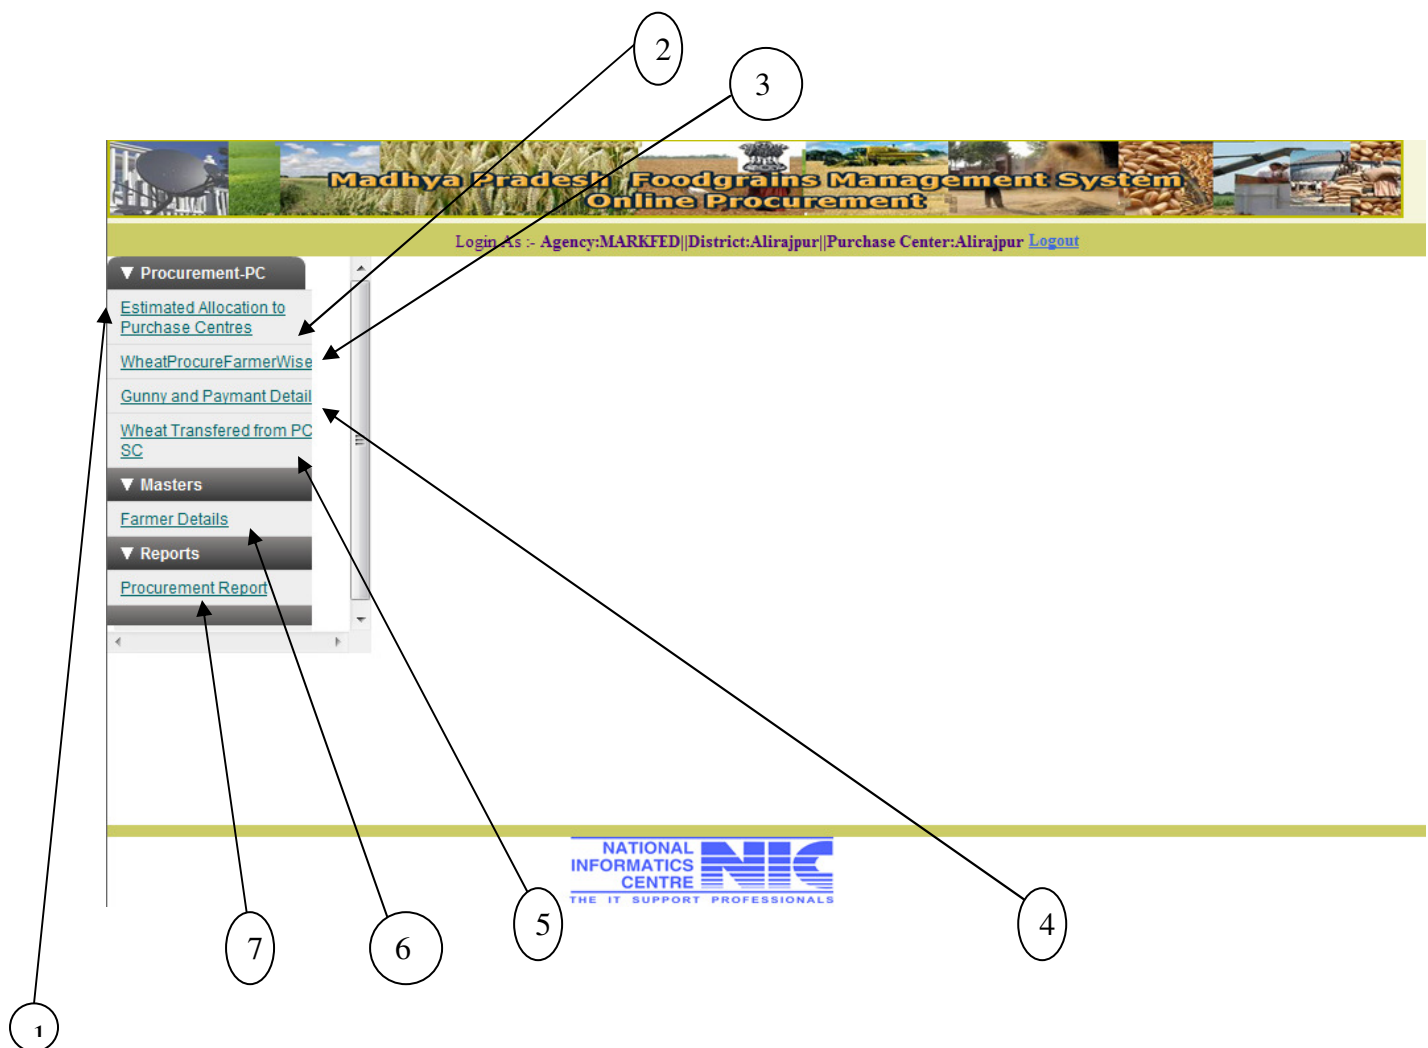 2
3
Madhya Pradesh Foodgrains Management System
Online Procurement
Login As :- Agency:MARKFED||District:Alirajpur||Purchase Center:Alirajpur Logout
▼ Procurement-PC
Estimated Allocation to
Purchase Centres
WheatProcureFarmerWise
Gunny and Paymant Detail
Wheat Transfered from PC
SC
▼ Masters
Farmer Details
▼ Reports
Procurement Report
NATIONAL
INFORMATICS
CENTRE
NIC
THE IT SUPPORT PROFESSIONALS
7
6
5
4
1